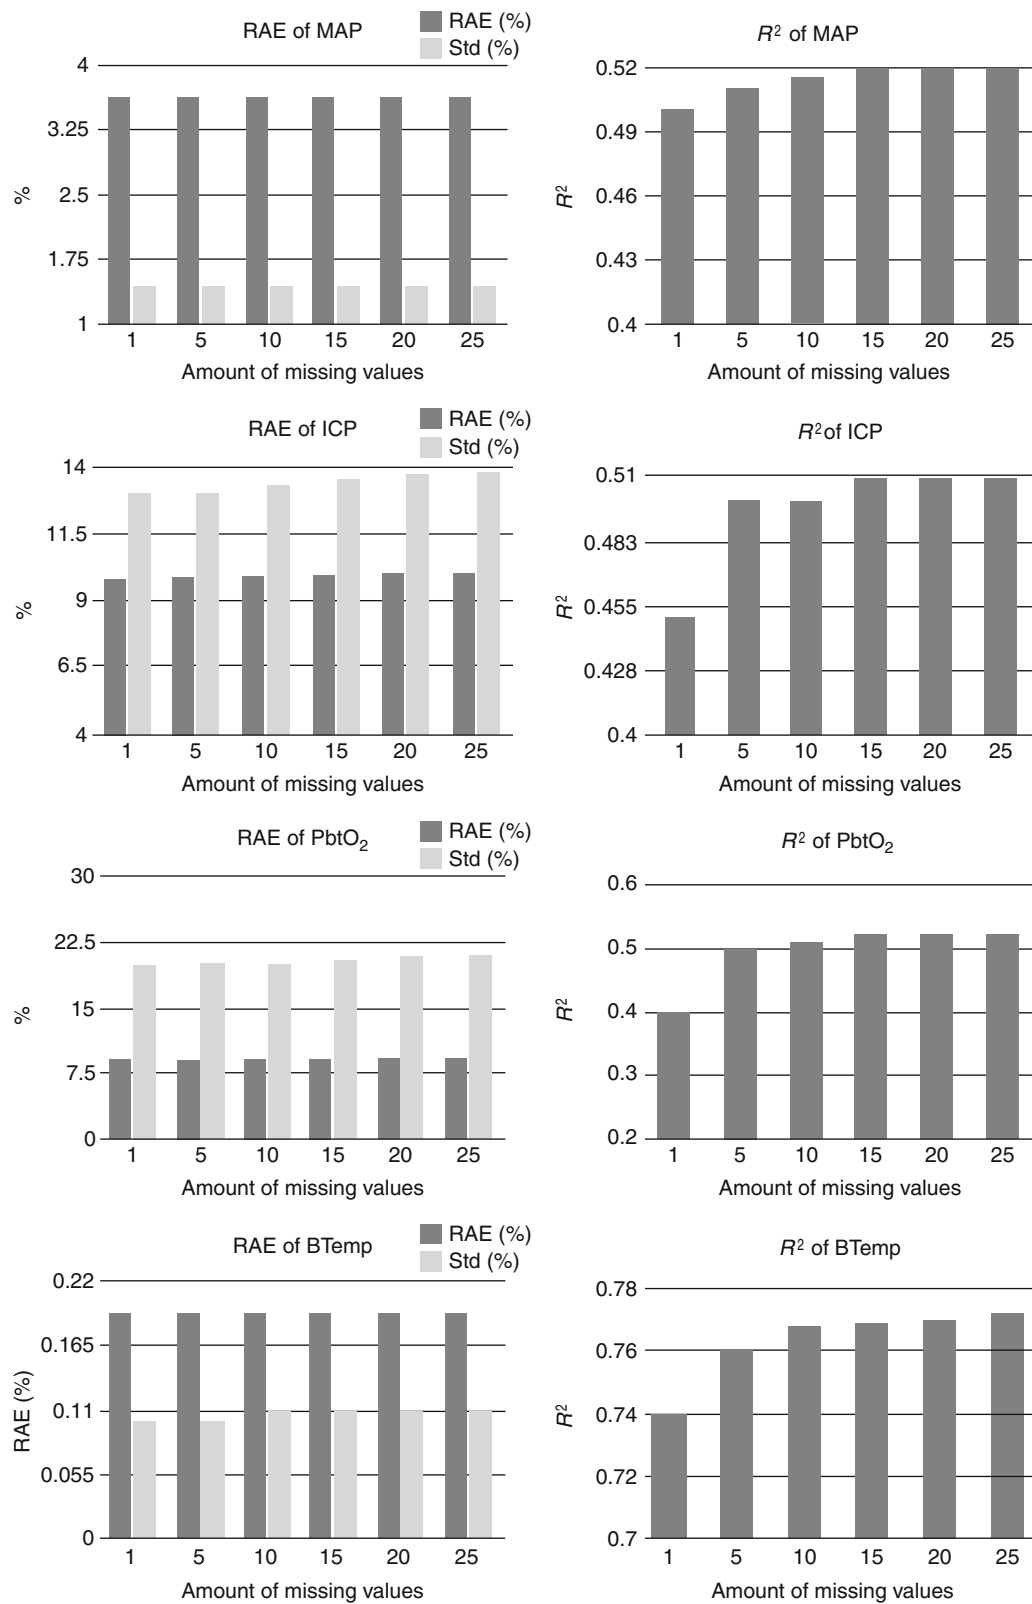 RAE of MAP
RAE (%)
Std (%)
4
3.25
2.5
1.75
1
%
1 5 10 15 20 25
Amount of missing values
R² of MAP
0.52
0.49
0.46
0.43
0.4
R²
1 5 10 15 20 25
Amount of missing values
RAE of ICP
RAE (%)
Std (%)
14
11.5
9
6.5
4
%
1 5 10 15 20 25
Amount of missing values
R² of ICP
0.51
0.483
0.455
0.428
0.4
R²
1 5 10 15 20 25
Amount of missing values
RAE of PbtO₂
RAE (%)
Std (%)
30
22.5
15
7.5
0
%
1 5 10 15 20 25
Amount of missing values
R² of PbtO₂
0.6
0.5
0.4
0.3
0.2
R²
1 5 10 15 20 25
Amount of missing values
RAE of BTemp
RAE (%)
Std (%)
0.22
0.165
0.11
0.055
0
RAE (%)
1 5 10 15 20 25
Amount of missing values
R² of BTemp
0.78
0.76
0.74
0.72
0.7
R²
1 5 10 15 20 25
Amount of missing values